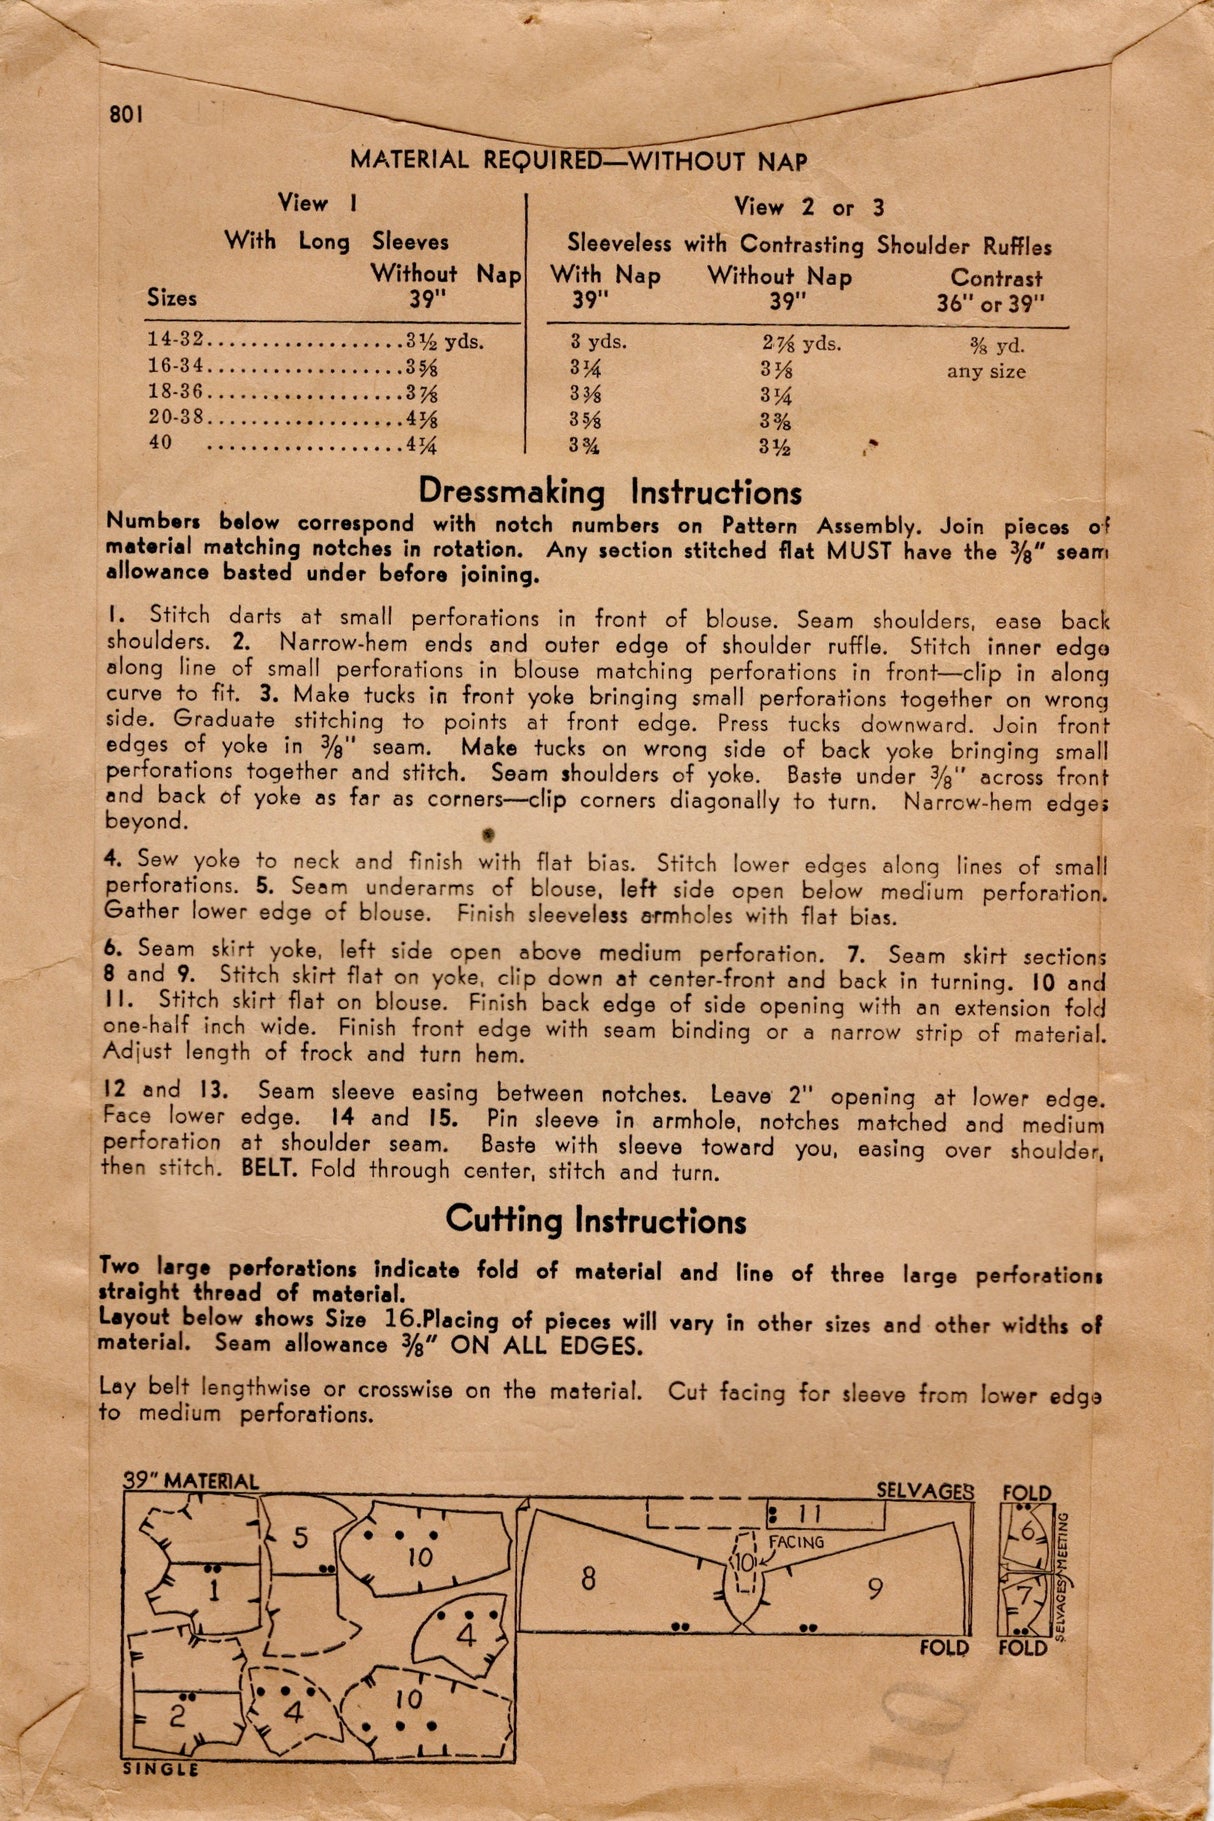 801
MATERIAL REQUIRED—WITHOUT NAP
View 1
With Long Sleeves
Without Nap
Sizes 39"
14-32..................3½ yds.
16-34..................3⅝
18-36..................3⅞
20-38..................4⅛
40 ..................4¼
View 2 or 3
Sleeveless with Contrasting Shoulder Ruffles
With Nap Without Nap Contrast
39" 39" 36" or 39"
3 yds. 2⅞ yds. ⅜ yd.
3¼ 3⅛ any size
3⅜ 3¼
3⅝ 3⅜
3¾ 3½
Dressmaking Instructions
Numbers below correspond with notch numbers on Pattern Assembly. Join pieces of
material matching notches in rotation. Any section stitched flat MUST have the ⅜" seam
allowance basted under before joining.
1. Stitch darts at small perforations in front of blouse. Seam shoulders, ease back
shoulders. 2. Narrow-hem ends and outer edge of shoulder ruffle. Stitch inner edge
along line of small perforations in blouse matching perforations in front—clip in along
curve to fit. 3. Make tucks in front yoke bringing small perforations together on wrong
side. Graduate stitching to points at front edge. Press tucks downward. Join front
edges of yoke in ⅜" seam. Make tucks on wrong side of back yoke bringing small
perforations together and stitch. Seam shoulders of yoke. Baste under ⅜" across front
and back of yoke as far as corners—clip corners diagonally to turn. Narrow-hem edges
beyond.
4. Sew yoke to neck and finish with flat bias. Stitch lower edges along lines of small
perforations. 5. Seam underarms of blouse, left side open below medium perforation.
Gather lower edge of blouse. Finish sleeveless armholes with flat bias.
6. Seam skirt yoke, left side open above medium perforation. 7. Seam skirt sections
8 and 9. Stitch skirt flat on yoke, clip down at center-front and back in turning. 10 and
11. Stitch skirt flat on blouse. Finish back edge of side opening with an extension fold
one-half inch wide. Finish front edge with seam binding or a narrow strip of material.
Adjust length of frock and turn hem.
12 and 13. Seam sleeve easing between notches. Leave 2" opening at lower edge.
Face lower edge. 14 and 15. Pin sleeve in armhole, notches matched and medium
perforation at shoulder seam. Baste with sleeve toward you, easing over shoulder,
then stitch. BELT. Fold through center, stitch and turn.
Cutting Instructions
Two large perforations indicate fold of material and line of three large perforations
straight thread of material.
Layout below shows Size 16.Placing of pieces will vary in other sizes and other widths of
material. Seam allowance ⅜" ON ALL EDGES.
Lay belt lengthwise or crosswise on the material. Cut facing for sleeve from lower edge
to medium perforations.
39" MATERIAL
SELVAGES
FOLD
5
10
11
6
FACING
10
1
8
9
7
SELVAGES MEETING
4
FOLD
FOLD
2
4
10
SINGLE
10